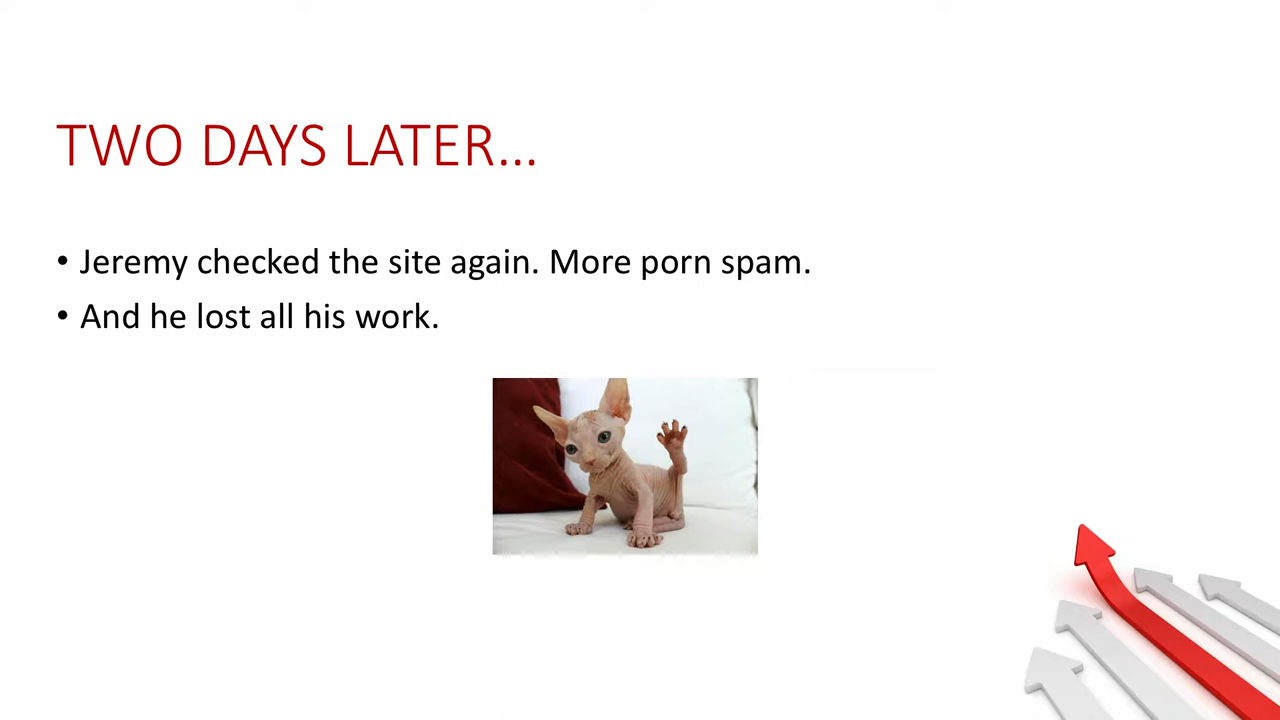 TWO DAYS LATER...
• Jeremy checked the site again. More porn spam.
• And he lost all his work.